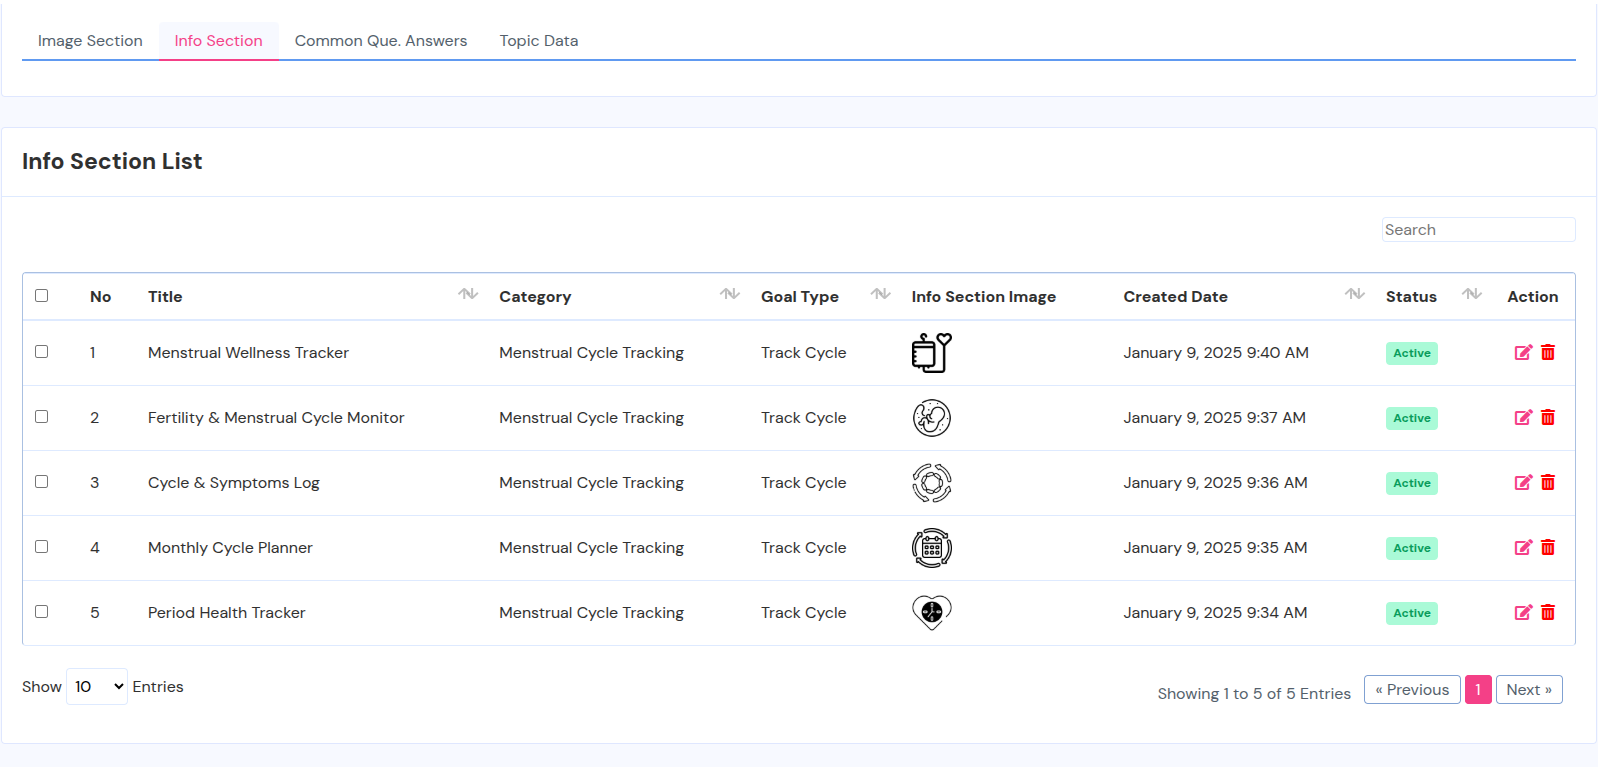 Image Section Info Section Common Que. Answers Topic Data
Info Section List
Search
No Title Category Goal Type Info Section Image Created Date Status Action
1 Menstrual Wellness Tracker Menstrual Cycle Tracking Track Cycle January 9, 2025 9:40 AM Active
2 Fertility & Menstrual Cycle Monitor Menstrual Cycle Tracking Track Cycle January 9, 2025 9:37 AM Active
3 Cycle & Symptoms Log Menstrual Cycle Tracking Track Cycle January 9, 2025 9:36 AM Active
4 Monthly Cycle Planner Menstrual Cycle Tracking Track Cycle January 9, 2025 9:35 AM Active
5 Period Health Tracker Menstrual Cycle Tracking Track Cycle January 9, 2025 9:34 AM Active
Show 10 Entries
Showing 1 to 5 of 5 Entries « Previous 1 Next »